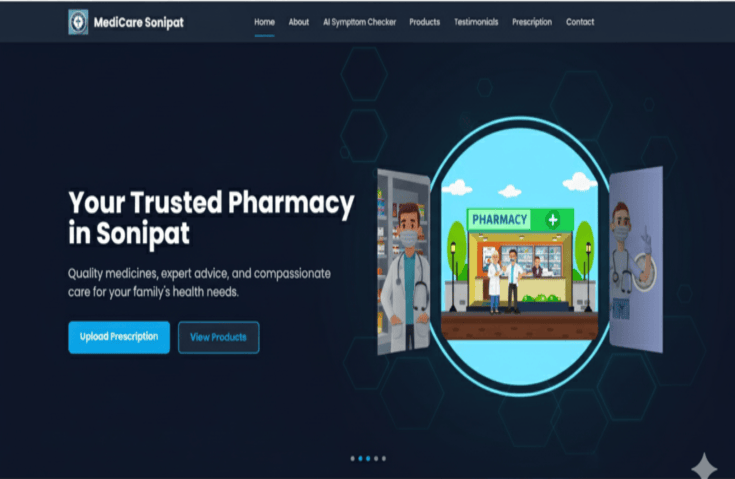 MediCare Sonipat
Home About AI Sympttom Checker Products Testimonials Prescription Contact
Your Trusted Pharmacy
in Sonipat
Quality medicines, expert advice, and compassionate
care for your family's health needs.
Upload Prescription View Products
PHARMACY